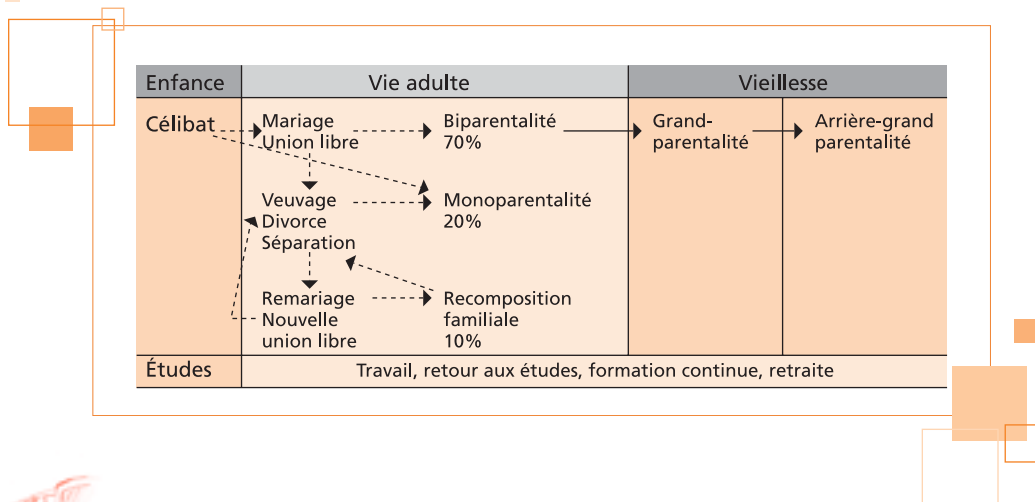 Enfance
Vie adulte
Vieillesse
Célibat
Mariage
Union libre
Biparentalité
70%
Grand-
parentalité
Arrière-grand
parentalité
Veuvage
Divorce
Séparation
Monoparentalité
20%
Remariage
Nouvelle
union libre
Recomposition
familiale
10%
Études
Travail, retour aux études, formation continue, retraite